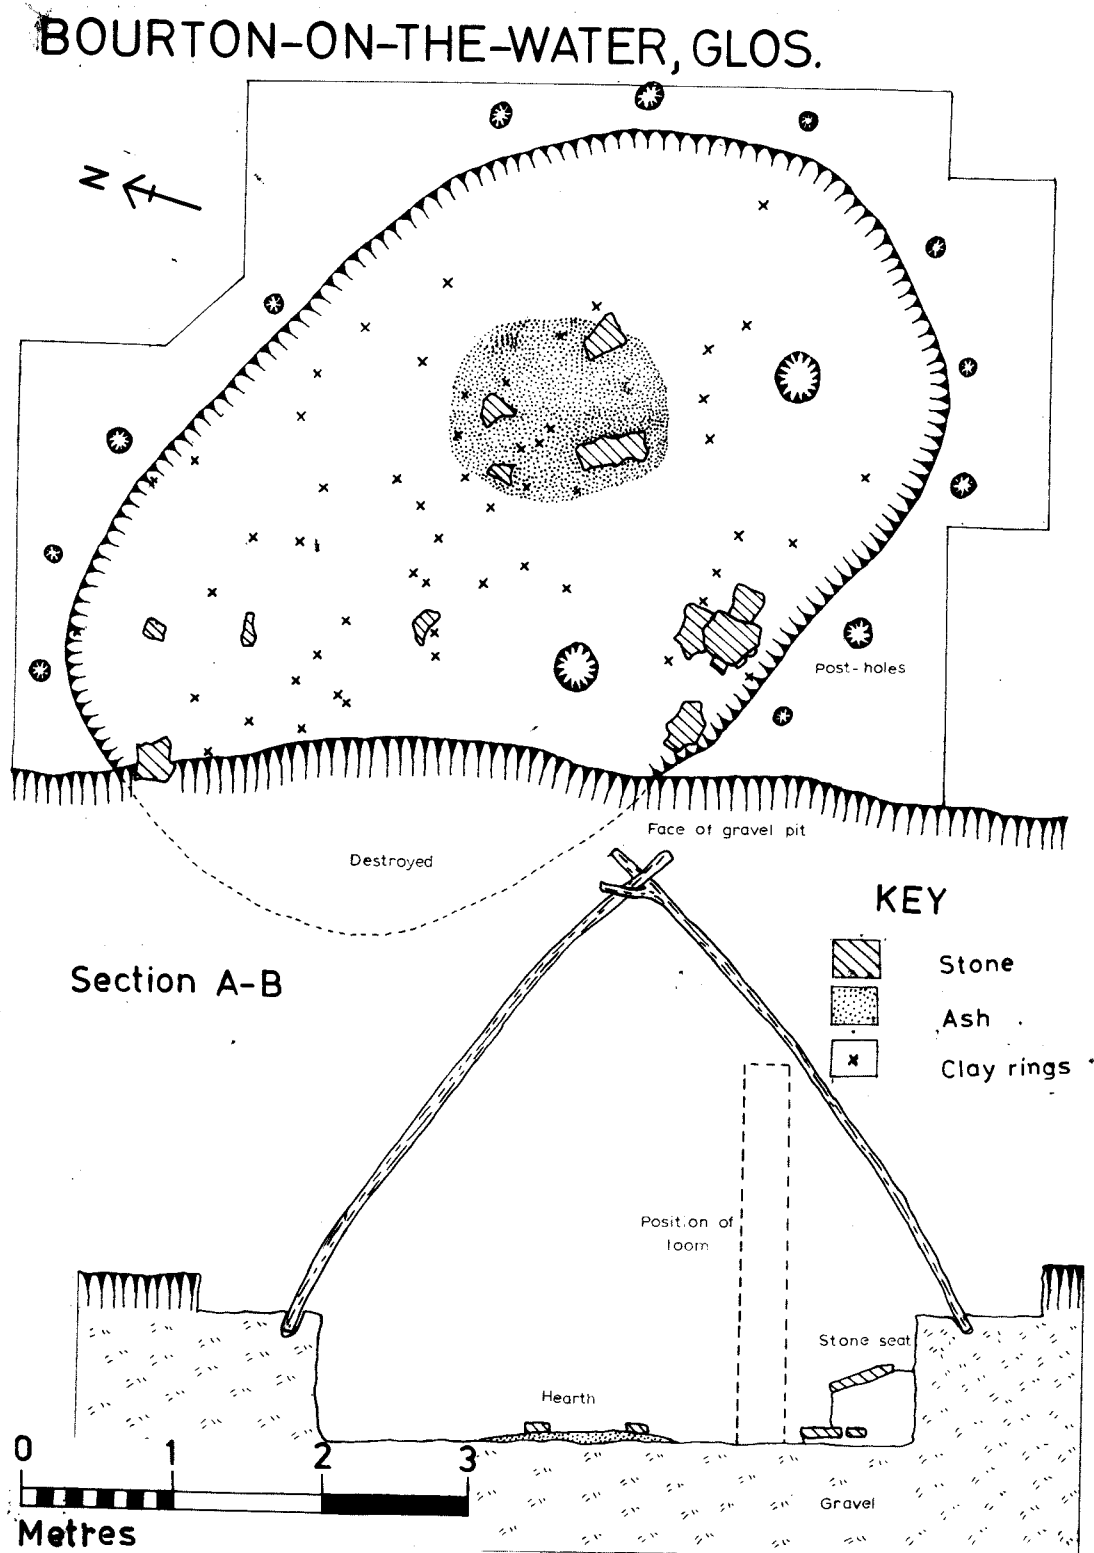 BOURTON-ON-THE-WATER, GLOS.
N
Post-holes
Face of gravel pit
Destroyed
KEY
Stone
Ash
Clay rings
Section A-B
Position of
loom
Stone seat
Hearth
0 1 2 3
Metres
Gravel